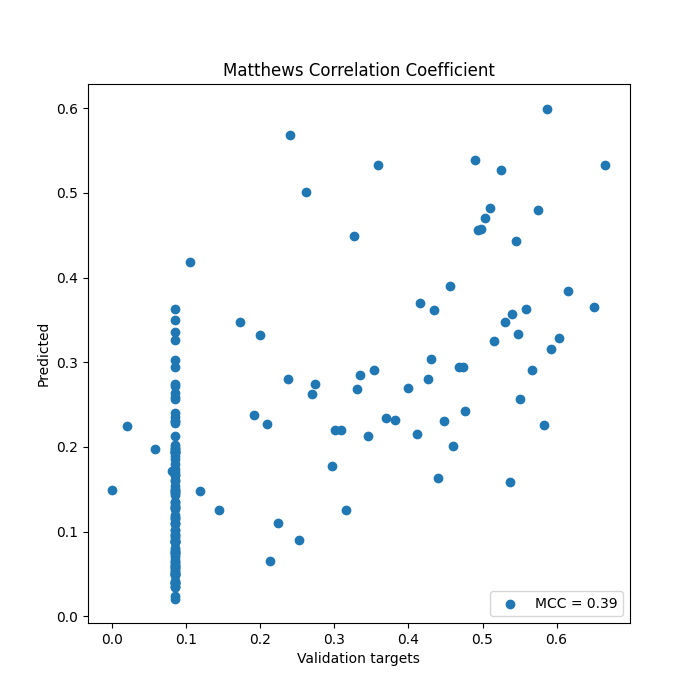 Matthews Correlation Coefficient
0.6
0.5
0.4
0.3
0.2
0.1
0.0
Predicted
MCC = 0.39
0.0 0.1 0.2 0.3 0.4 0.5 0.6
Validation targets